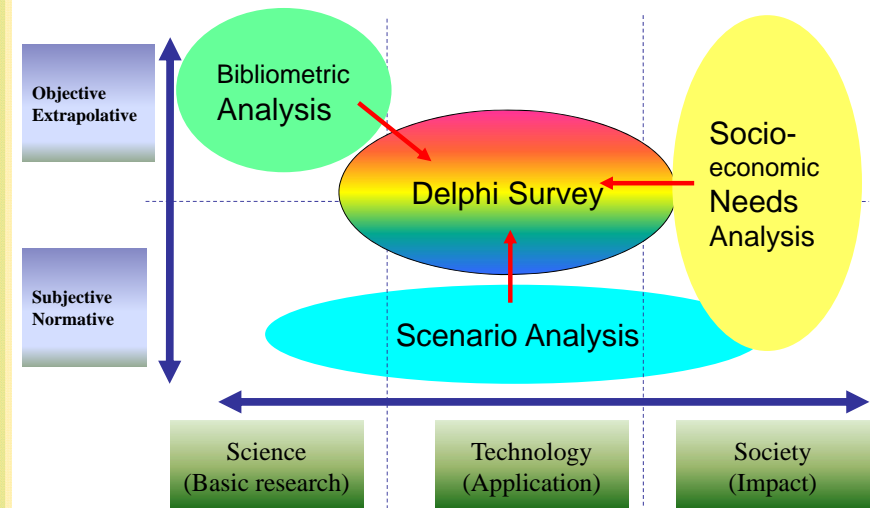 Objective
Extrapolative
Bibliometric
Analysis
Delphi Survey
Socio-
economic
Needs
Analysis
Subjective
Normative
Scenario Analysis
Science
(Basic research)
Technology
(Application)
Society
(Impact)